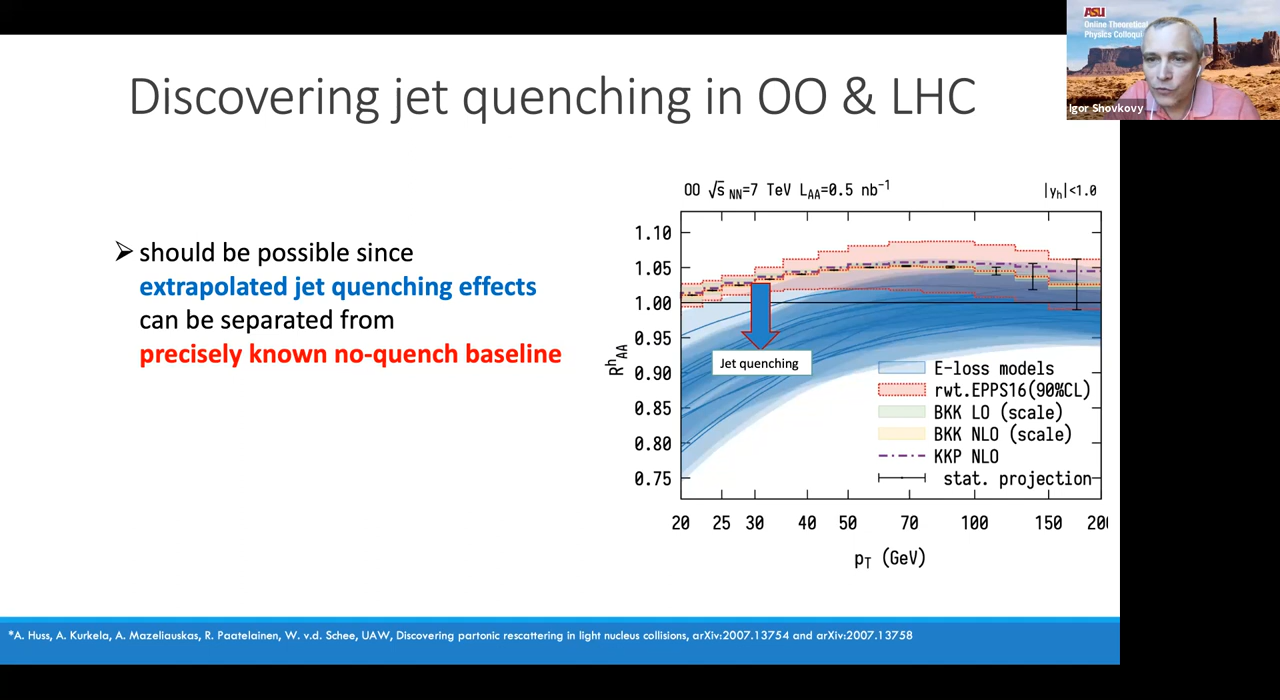 Discovering jet quenching in OO & LHC
ASU
Online Theoretical
Physics Colloqui
Igor Shovkovy
➢ should be possible since
extrapolated jet quenching effects
can be separated from
precisely known no-quench baseline
OO √s NN=7 TeV LAA=0.5 nb⁻¹
|yh|<1.0
1.10
1.05
1.00
0.95
0.90
0.85
0.80
0.75
RhAA
Jet quenching
E-loss models
rwt.EPPS16(90%CL)
BKK LO (scale)
BKK NLO (scale)
KKP NLO
stat. projection
20 25 30 40 50 70 100 150 200
pT (GeV)
*A. Huss, A. Kurkela, A. Mazeliauskas, R. Paatelainen, W. v.d. Schee, UAW, Discovering partonic rescattering in light nucleus collisions, arXiv:2007.13754 and arXiv:2007.13758